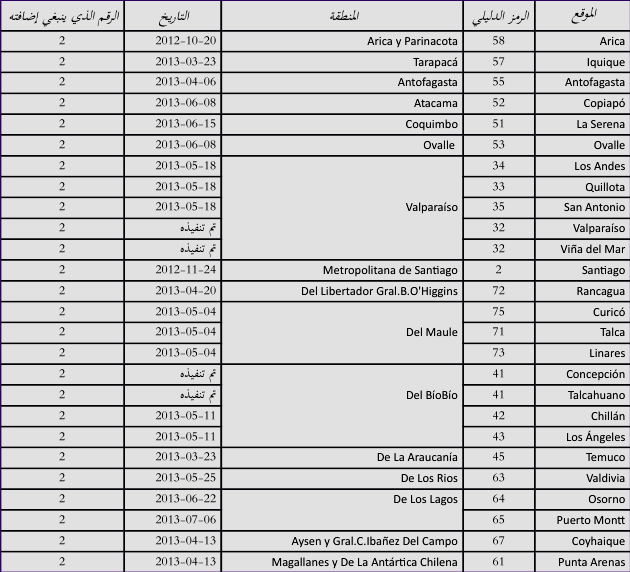 الموقع الرمز الدليلي المنطقة التاريخ الرقم الذي ينبغي إضافته
Arica 58 Arica y Parinacota 2012-10-20 2
Iquique 57 Tarapacá 2013-03-23 2
Antofagasta 55 Antofagasta 2013-04-06 2
Copiapó 52 Atacama 2013-06-08 2
La Serena 51 Coquimbo 2013-06-15 2
Ovalle 53 Ovalle 2013-06-08 2
Los Andes 34 2013-05-18 2
Quillota 33 2013-05-18 2
San Antonio 35 Valparaíso 2013-05-18 2
Valparaíso 32 تم تنفيذه 2
Viña del Mar 32 تم تنفيذه 2
Santiago 2 Metropolitana de Santiago 2012-11-24 2
Rancagua 72 Del Libertador Gral.B.O'Higgins 2013-04-20 2
Curicó 75 2013-05-04 2
Talca 71 Del Maule 2013-05-04 2
Linares 73 2013-05-04 2
Concepción 41 تم تنفيذه 2
Talcahuano 41 Del BíoBío تم تنفيذه 2
Chillán 42 2013-05-11 2
Los Ángeles 43 2013-05-11 2
Temuco 45 De La Araucanía 2013-03-23 2
Valdivia 63 De Los Rios 2013-05-25 2
Osorno 64 De Los Lagos 2013-06-22 2
Puerto Montt 65 2013-07-06 2
Coyhaique 67 Aysen y Gral.C.Ibañez Del Campo 2013-04-13 2
Punta Arenas 61 Magallanes y De La Antártica Chilena 2013-04-13 2